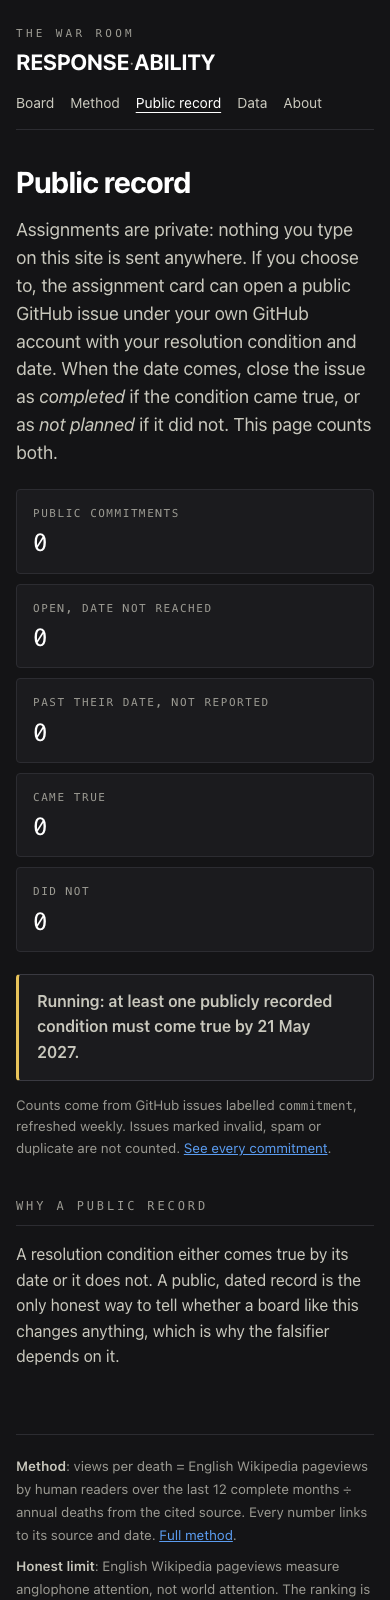 THE WAR ROOM
RESPONSE·ABILITY
Board Method Public record Data About
Public record
Assignments are private: nothing you type
on this site is sent anywhere. If you choose
to, the assignment card can open a public
GitHub issue under your own GitHub
account with your resolution condition and
date. When the date comes, close the issue
as completed if the condition came true, or
as not planned if it did not. This page counts
both.
PUBLIC COMMITMENTS
0
OPEN, DATE NOT REACHED
0
PAST THEIR DATE, NOT REPORTED
0
CAME TRUE
0
DID NOT
0
Running: at least one publicly recorded
condition must come true by 21 May
2027.
Counts come from GitHub issues labelled commitment,
refreshed weekly. Issues marked invalid, spam or
duplicate are not counted. See every commitment.
WHY A PUBLIC RECORD
A resolution condition either comes true by its
date or it does not. A public, dated record is the
only honest way to tell whether a board like this
changes anything, which is why the falsifier
depends on it.
Method: views per death = English Wikipedia pageviews
by human readers over the last 12 complete months ÷
annual deaths from the cited source. Every number links
to its source and date. Full method.
Honest limit: English Wikipedia pageviews measure
anglophone attention, not world attention. The ranking is